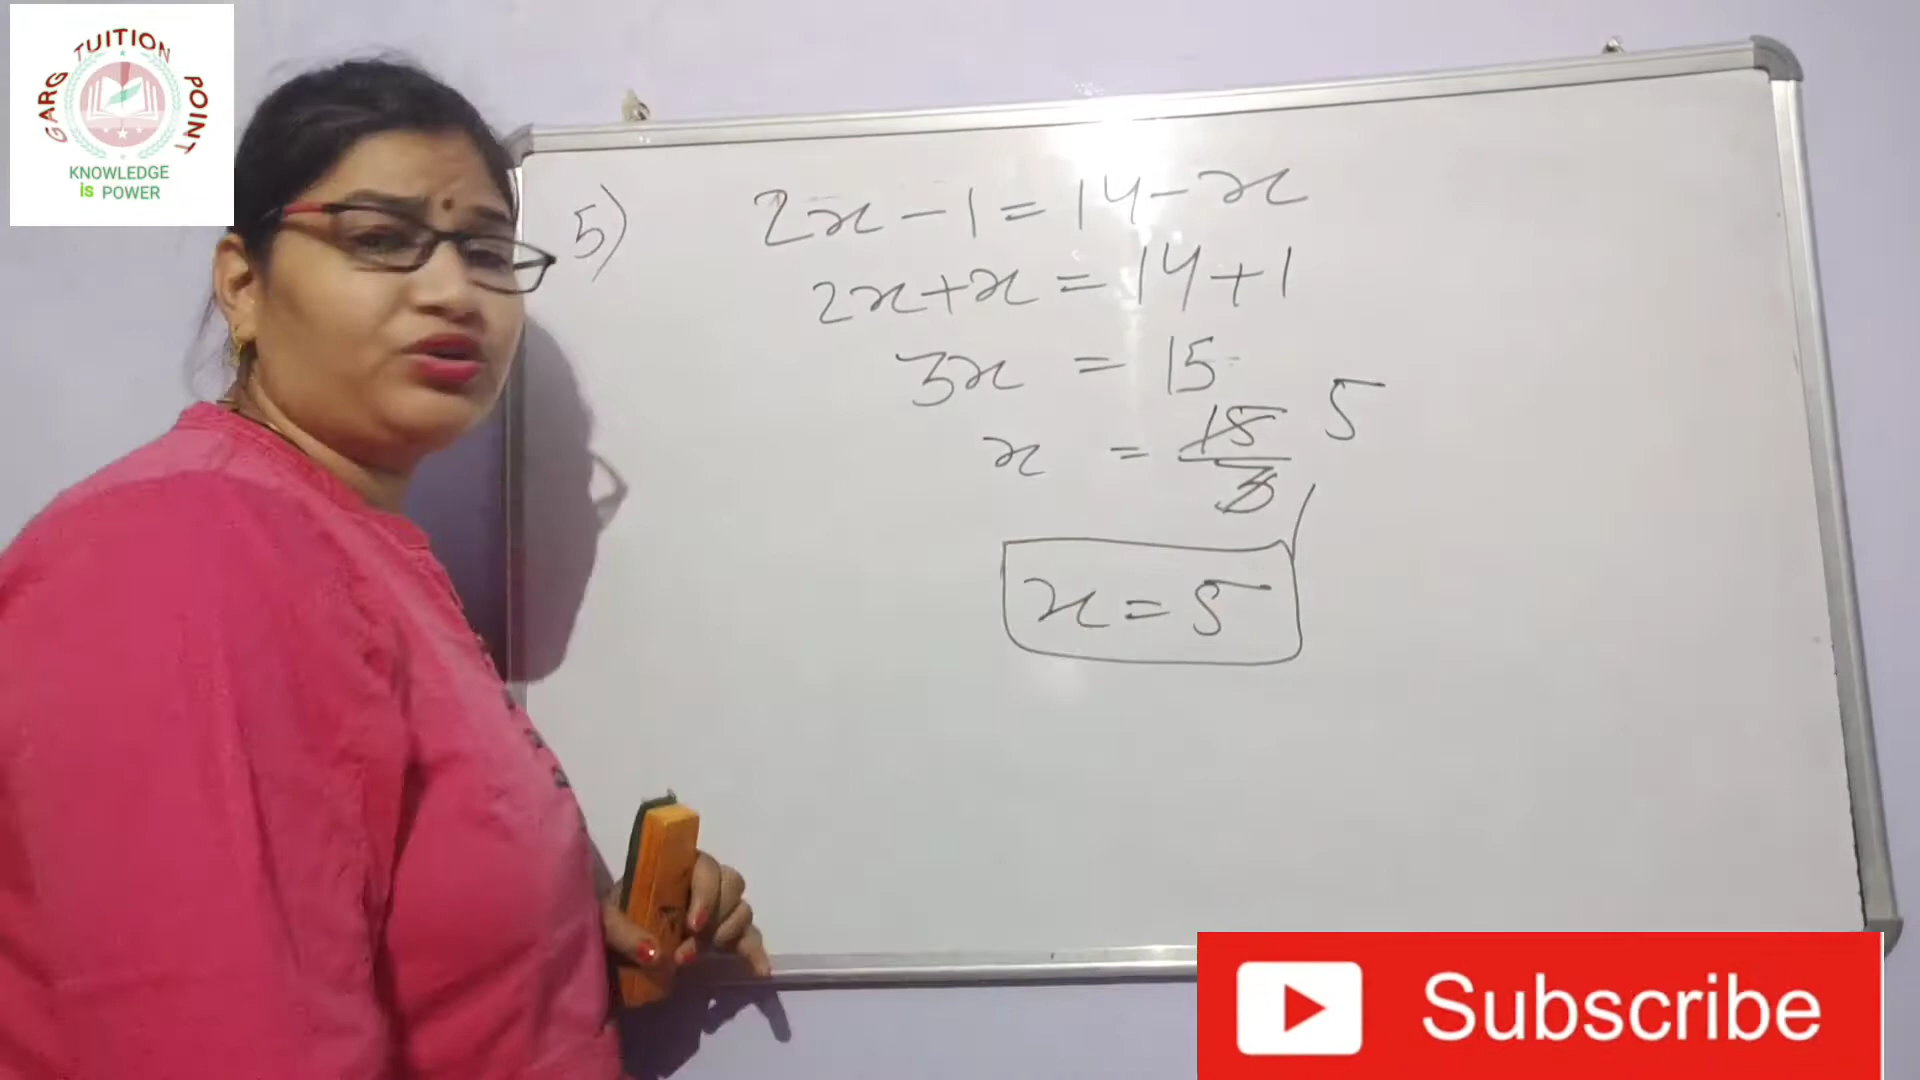 GARG TUITION POINT
KNOWLEDGE
is POWER
5) 2x - 1 = 14 - x
2x + x = 14 + 1
3x = 15
x = 15/3 5
x = 5
Subscribe